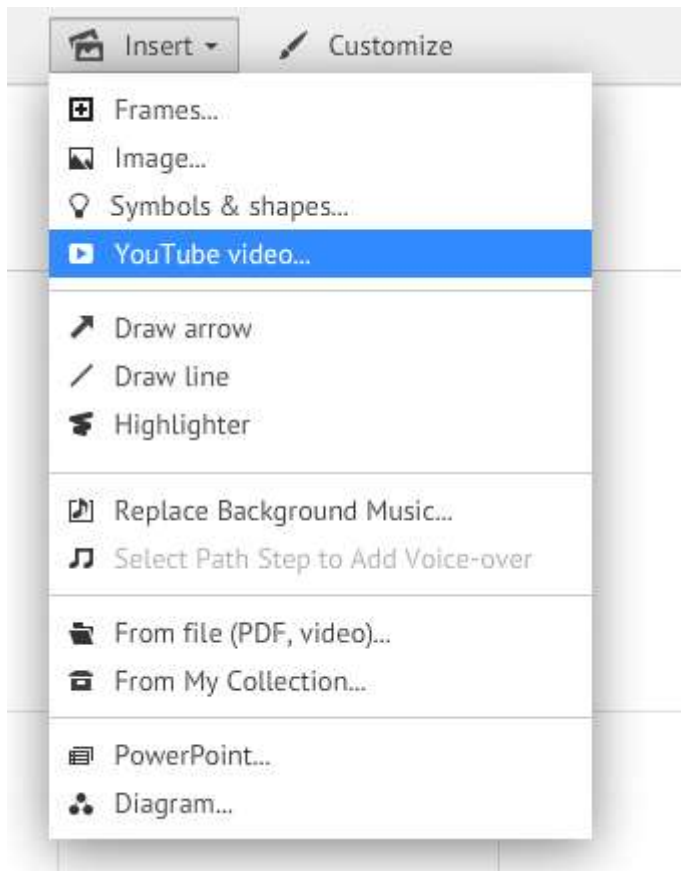 Insert Customize
Frames...
Image...
Symbols & shapes...
YouTube video...
Draw arrow
Draw line
Highlighter
Replace Background Music...
Select Path Step to Add Voice-over
From file (PDF, video)...
From My Collection...
PowerPoint...
Diagram...